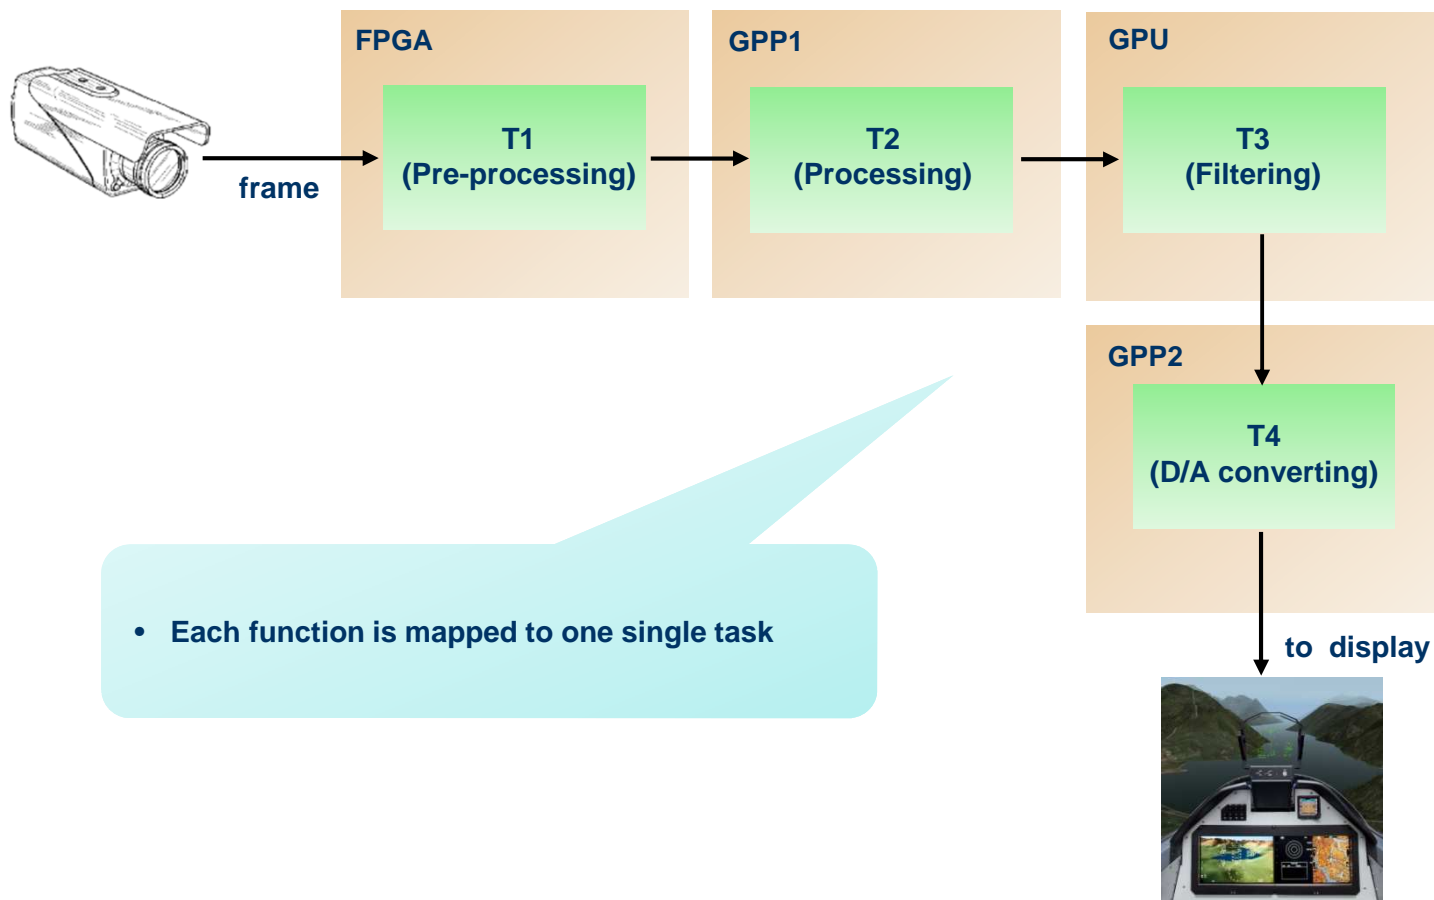 FPGA
GPP1
GPU
T1
(Pre-processing)
T2
(Processing)
T3
(Filtering)
frame
GPP2
T4
(D/A converting)
• Each function is mapped to one single task
to display